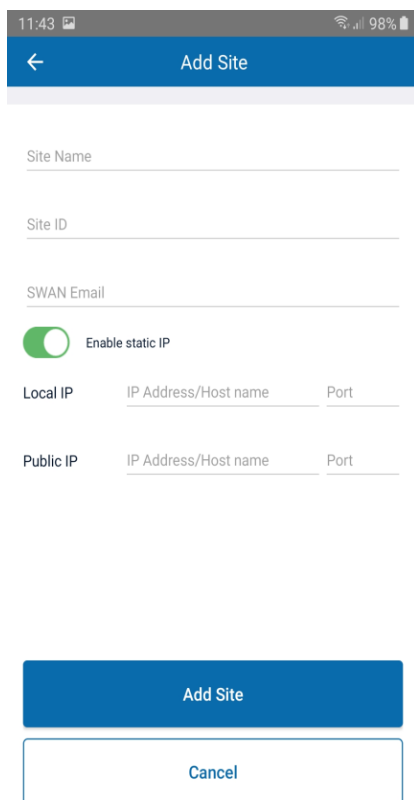 11:43 98%
Add Site
Site Name
Site ID
SWAN Email
Enable static IP
Local IP IP Address/Host name Port
Public IP IP Address/Host name Port
Add Site
Cancel